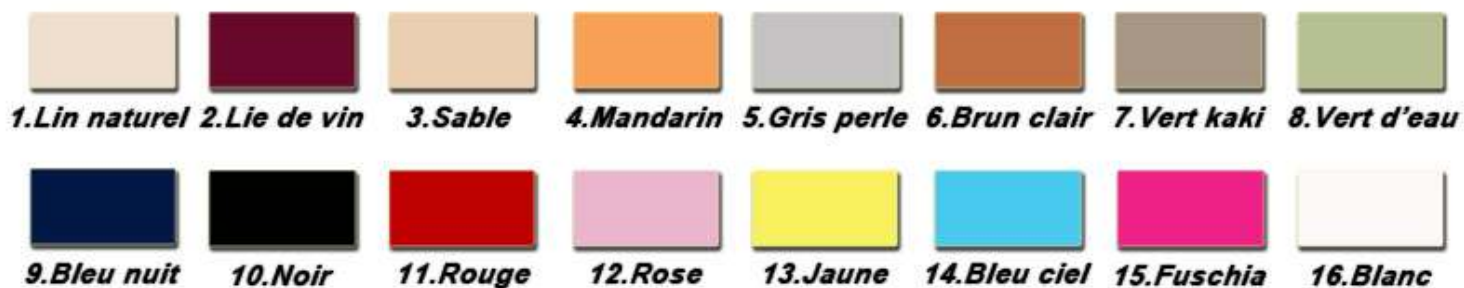 1.Lin naturel 2.Lie de vin 3.Sable 4.Mandarin 5.Gris perle 6.Brun clair 7.Vert kaki 8.Vert d'eau
9.Bleu nuit 10.Noir 11.Rouge 12.Rose 13.Jaune 14.Bleu ciel 15.Fuschia 16.Blanc